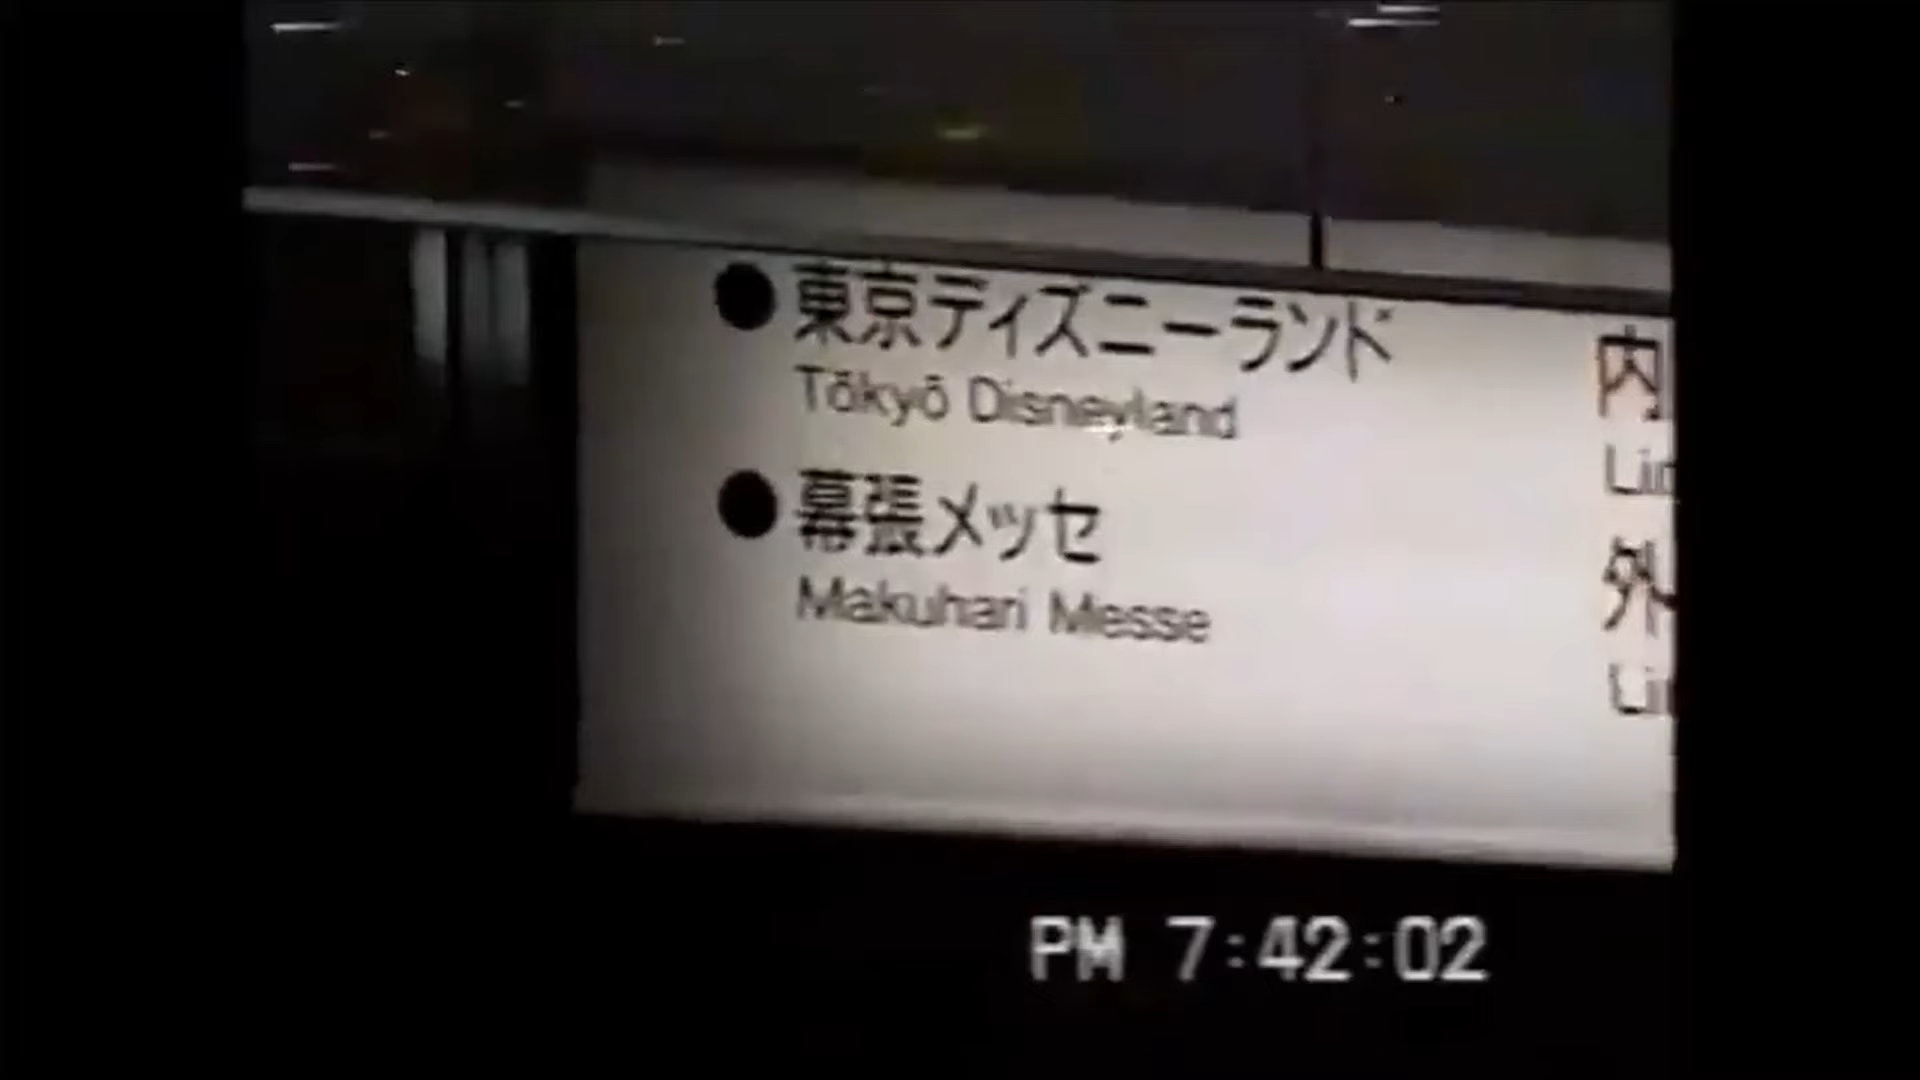 ●東京ディズニーランド
Tōkyō Disneyland
●幕張メッセ
Makuhari Messe
内
外
PM 7:42:02